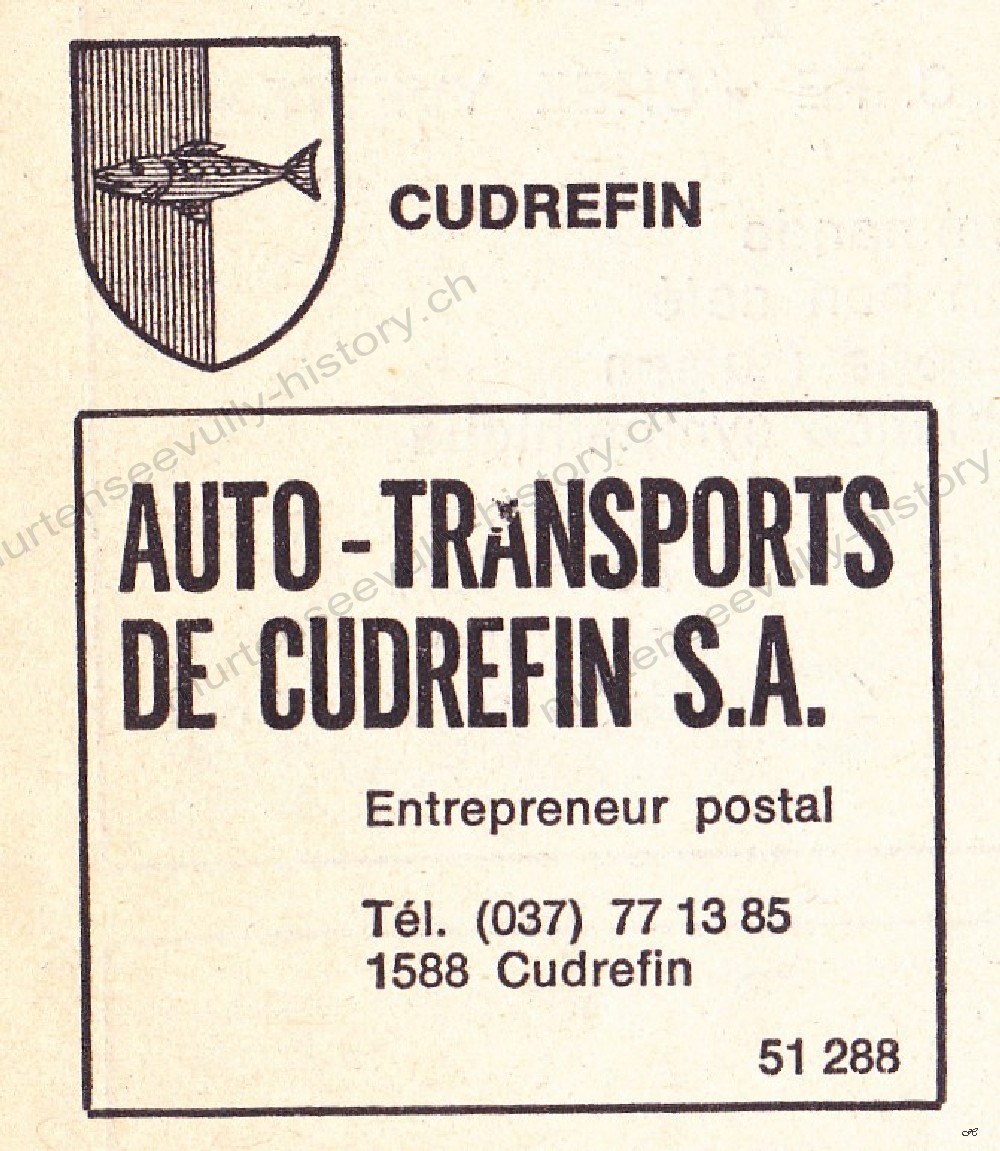 CUDREFIN
AUTO-TRANSPORTS
DE CUDREFIN S.A.
Entrepreneur postal
Tél. (037) 77 13 85
1588 Cudrefin
51 288
murtenseevully-history.ch
murtenseevully-history.ch
murtenseevully-history